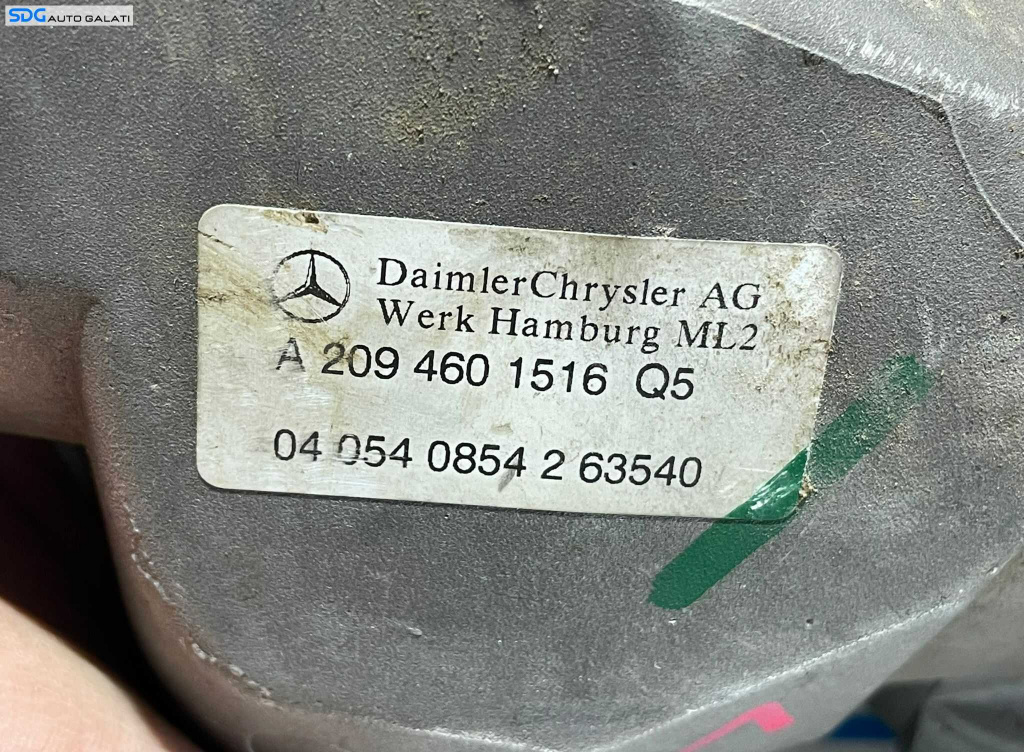 SDG AUTO GALATI
DaimlerChrysler AG
Werk Hamburg ML2
A 209 460 1516 Q5
04 054 0854 2 63540